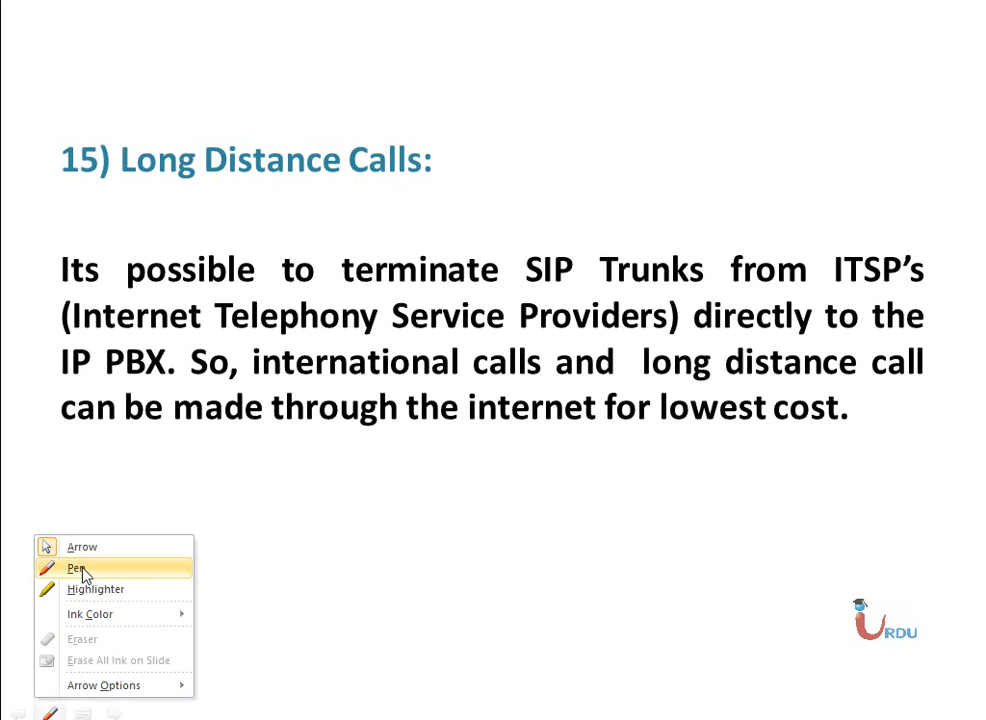 15) Long Distance Calls:
Its possible to terminate SIP Trunks from ITSP’s
(Internet Telephony Service Providers) directly to the
IP PBX. So, international calls and long distance call
can be made through the internet for lowest cost.
Arrow
Pen
Highlighter
Ink Color
Eraser
Erase All Ink on Slide
Arrow Options
URDU